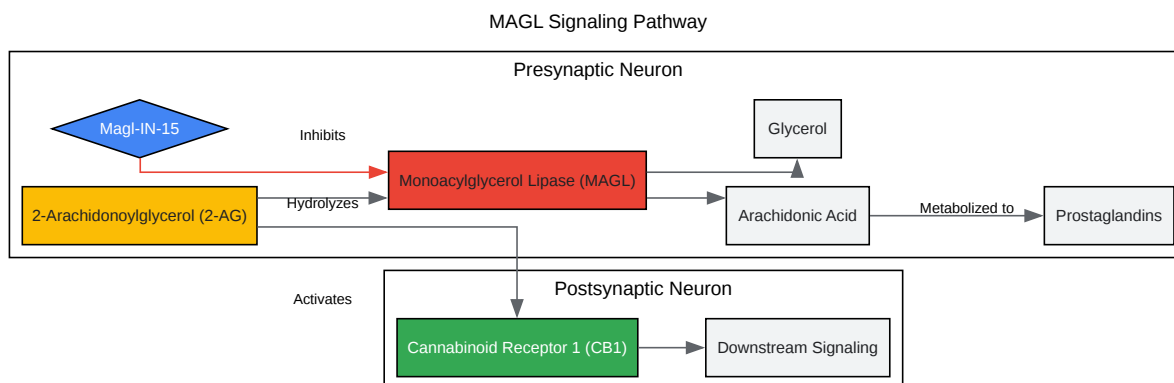 MAGL Signaling Pathway
Presynaptic Neuron
Magl-IN-15
Inhibits
Glycerol
Monoacylglycerol Lipase (MAGL)
2-Arachidonoylglycerol (2-AG)
Hydrolyzes
Arachidonic Acid
Metabolized to
Prostaglandins
Activates
Postsynaptic Neuron
Cannabinoid Receptor 1 (CB1)
Downstream Signaling